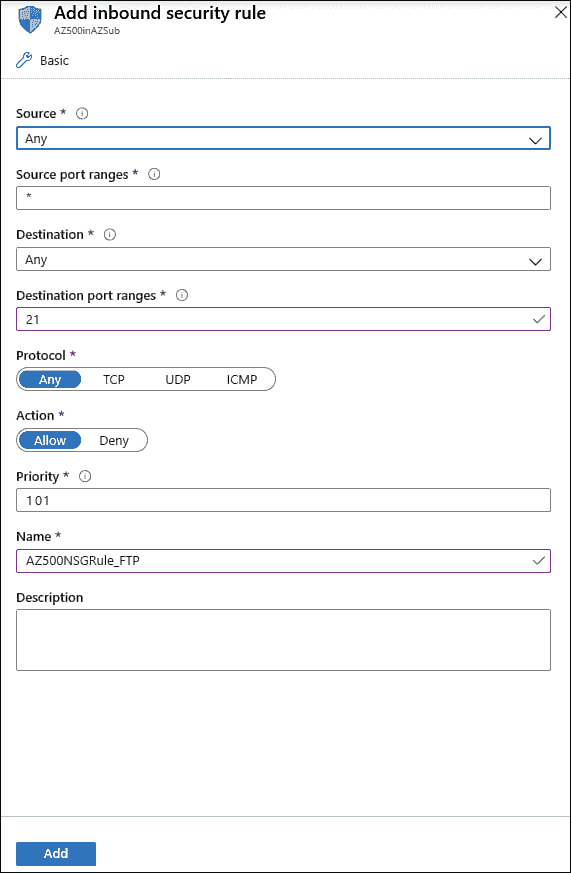 Add inbound security rule
AZ500inAZSub
Basic
Source *
Any
Source port ranges *
*
Destination *
Any
Destination port ranges *
21
Protocol *
Any TCP UDP ICMP
Action *
Allow Deny
Priority *
101
Name *
AZ500NSGRule_FTP
Description
Add